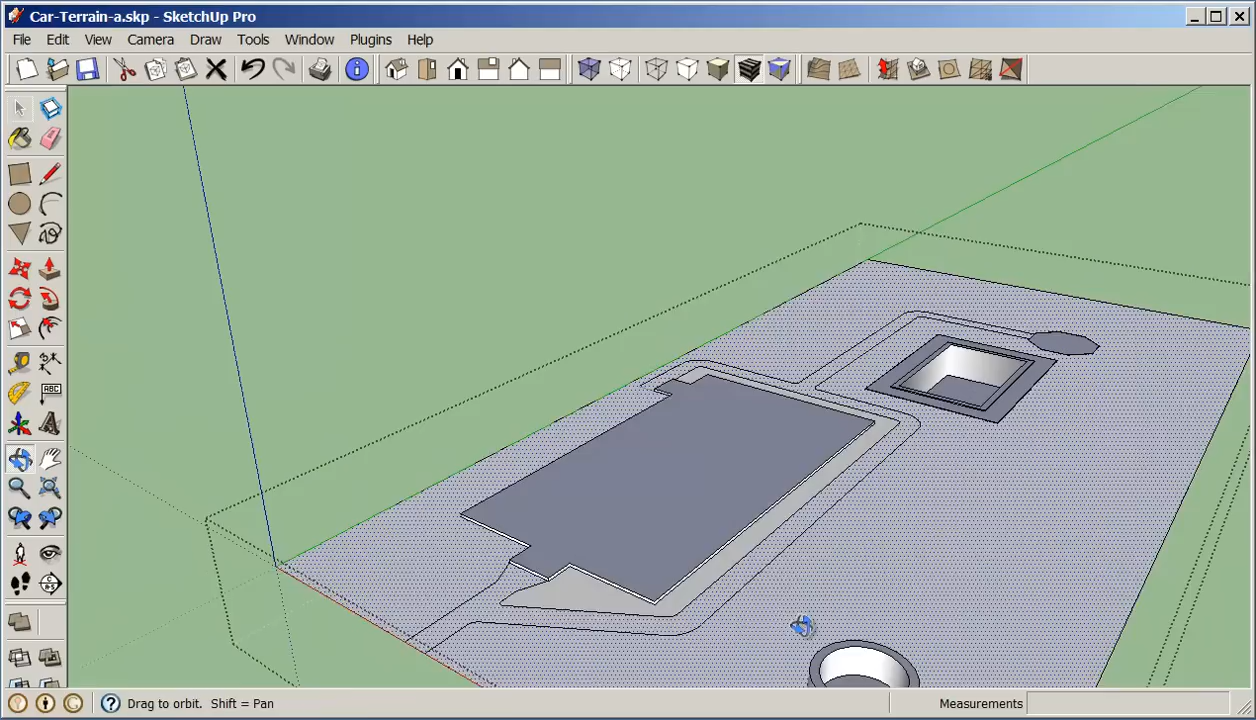 Car-Terrain-a.skp - SketchUp Pro
File Edit View Camera Draw Tools Window Plugins Help
ABC
Drag to orbit. Shift = Pan
Measurements